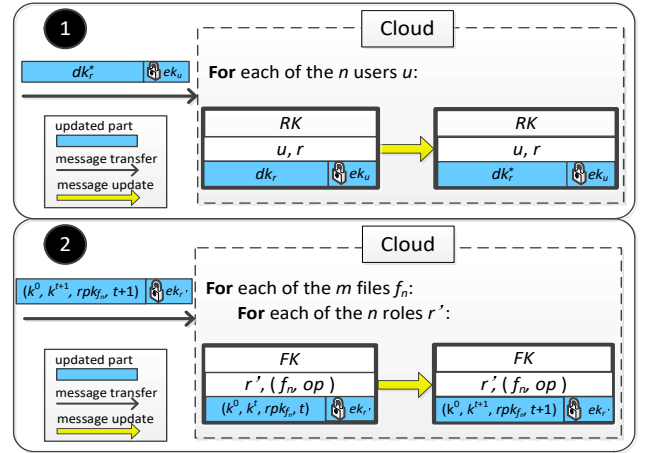 1
Cloud
dk*r ek_u
For each of the n users u:
updated part
message transfer
message update
RK
u, r
dk_r ek_u
RK
u, r
dk*r ek_u
2
Cloud
(k^0, k^{t+1}, rpk_{f_n}, t+1) ek_{r'}
For each of the m files f_n:
For each of the n roles r':
updated part
message transfer
message update
FK
r', (f_n, op)
(k^0, k^t, rpk_{f_n}, t) ek_{r'}
FK
r', (f_n, op)
(k^0, k^{t+1}, rpk_{f_n}, t+1) ek_{r'}